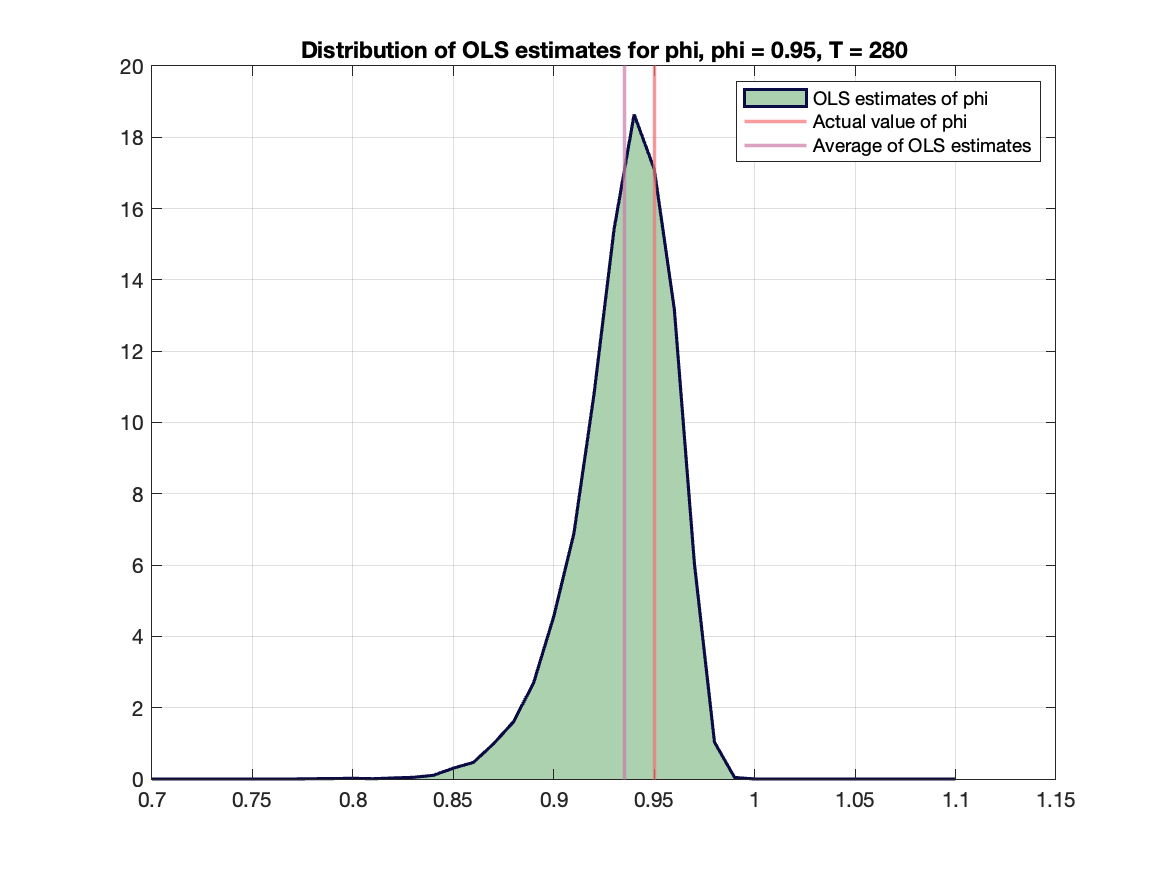 Distribution of OLS estimates for phi, phi = 0.95, T = 280
OLS estimates of phi
Actual value of phi
Average of OLS estimates
20
18
16
14
12
10
8
6
4
2
0
0.7 0.75 0.8 0.85 0.9 0.95 1 1.05 1.1 1.15